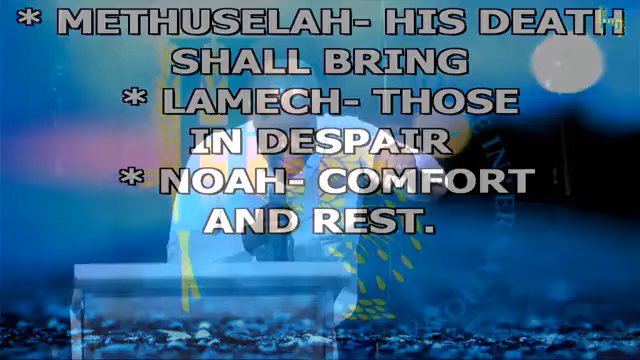 * METHUSELAH- HIS DEATH
SHALL BRING
* LAMECH- THOSE
IN DESPAIR
* NOAH- COMFORT
AND REST.